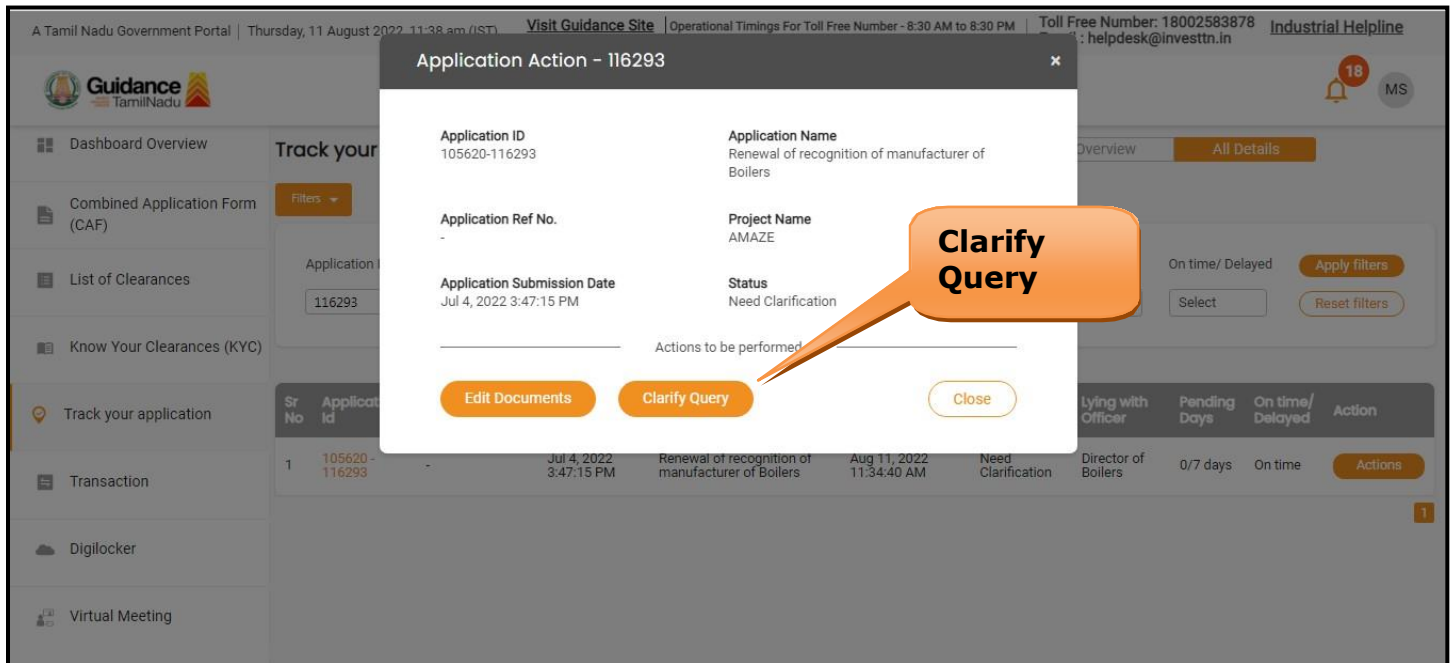 A Tamil Nadu Government Portal | Thursday, 11 August 2022, 11:38 am (IST) Visit Guidance Site | Operational Timings For Toll Free Number - 8:30 AM to 8:30 PM | Toll Free Number: 18002583878 Industrial Helpline
: helpdesk@investtn.in
Guidance
TamilNadu
18
MS
Application Action - 116293 ×
Application ID
105620-116293
Application Name
Renewal of recognition of manufacturer of
Boilers
Application Ref No.
-
Project Name
AMAZE
Application Submission Date
Jul 4, 2022 3:47:15 PM
Status
Need Clarification
Actions to be performed
Edit Documents Clarify Query Close
Clarify
Query
Dashboard Overview
Combined Application Form
(CAF)
List of Clearances
Know Your Clearances (KYC)
Track your application
Transaction
Digilocker
Virtual Meeting
Track your
Overview All Details
Filters
Application
116293
On time/ Delayed
Select
Apply filters
Reset filters
Sr
No
Applicat
Id
Lying with
Officer
Pending
Days
On time/
Delayed
Action
1
105620 -
116293
-
Jul 4, 2022
3:47:15 PM
Renewal of recognition of
manufacturer of Boilers
Aug 11, 2022
11:34:40 AM
Need
Clarification
Director of
Boilers
0/7 days
On time
Actions
1